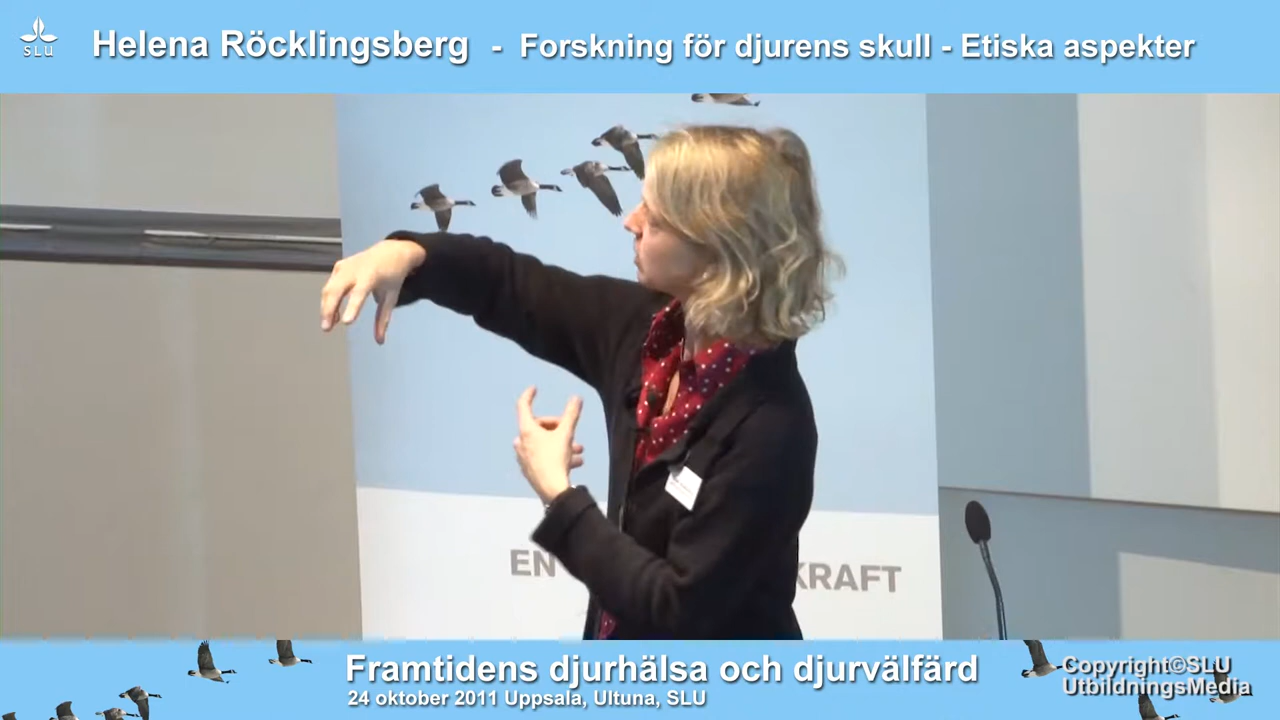 SLU
Helena Röcklingsberg - Forskning för djurens skull - Etiska aspekter
EN KRAFT
Framtidens djurhälsa och djurvälfärd
24 oktober 2011 Uppsala, Ultuna, SLU
Copyright©SLU
UtbildningsMedia